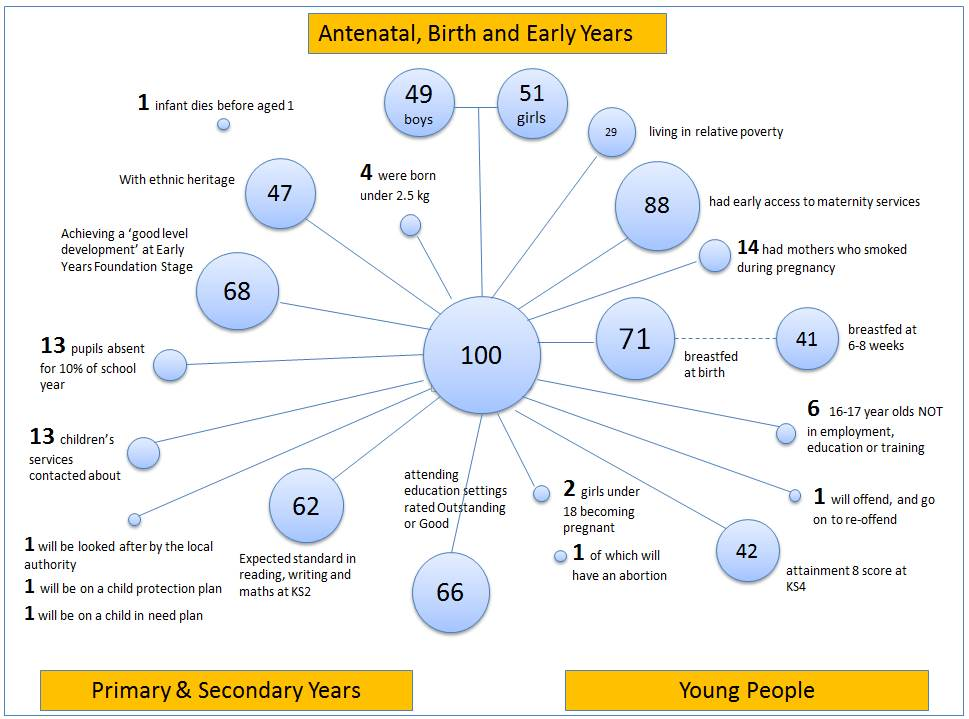 Antenatal, Birth and Early Years
1 infant dies before aged 1
49
boys
51
girls
29
living in relative poverty
With ethnic heritage
47
4 were born
under 2.5 kg
88
had early access to maternity services
Achieving a ‘good level
development’ at Early
Years Foundation Stage
68
14 had mothers who smoked
during pregnancy
100
71
breastfed
at birth
41
breastfed at
6-8 weeks
13 pupils absent
for 10% of school
year
6 16-17 year olds NOT
in employment,
education or training
13 children’s
services
contacted about
62
Expected standard in
reading, writing and
maths at KS2
attending
education settings
rated Outstanding
or Good
66
2 girls under
18 becoming
pregnant
1 of which will
have an abortion
1 will offend, and go
on to re-offend
42
attainment 8 score at
KS4
1 will be looked after by the local
authority
1 will be on a child protection plan
1 will be on a child in need plan
Primary & Secondary Years
Young People